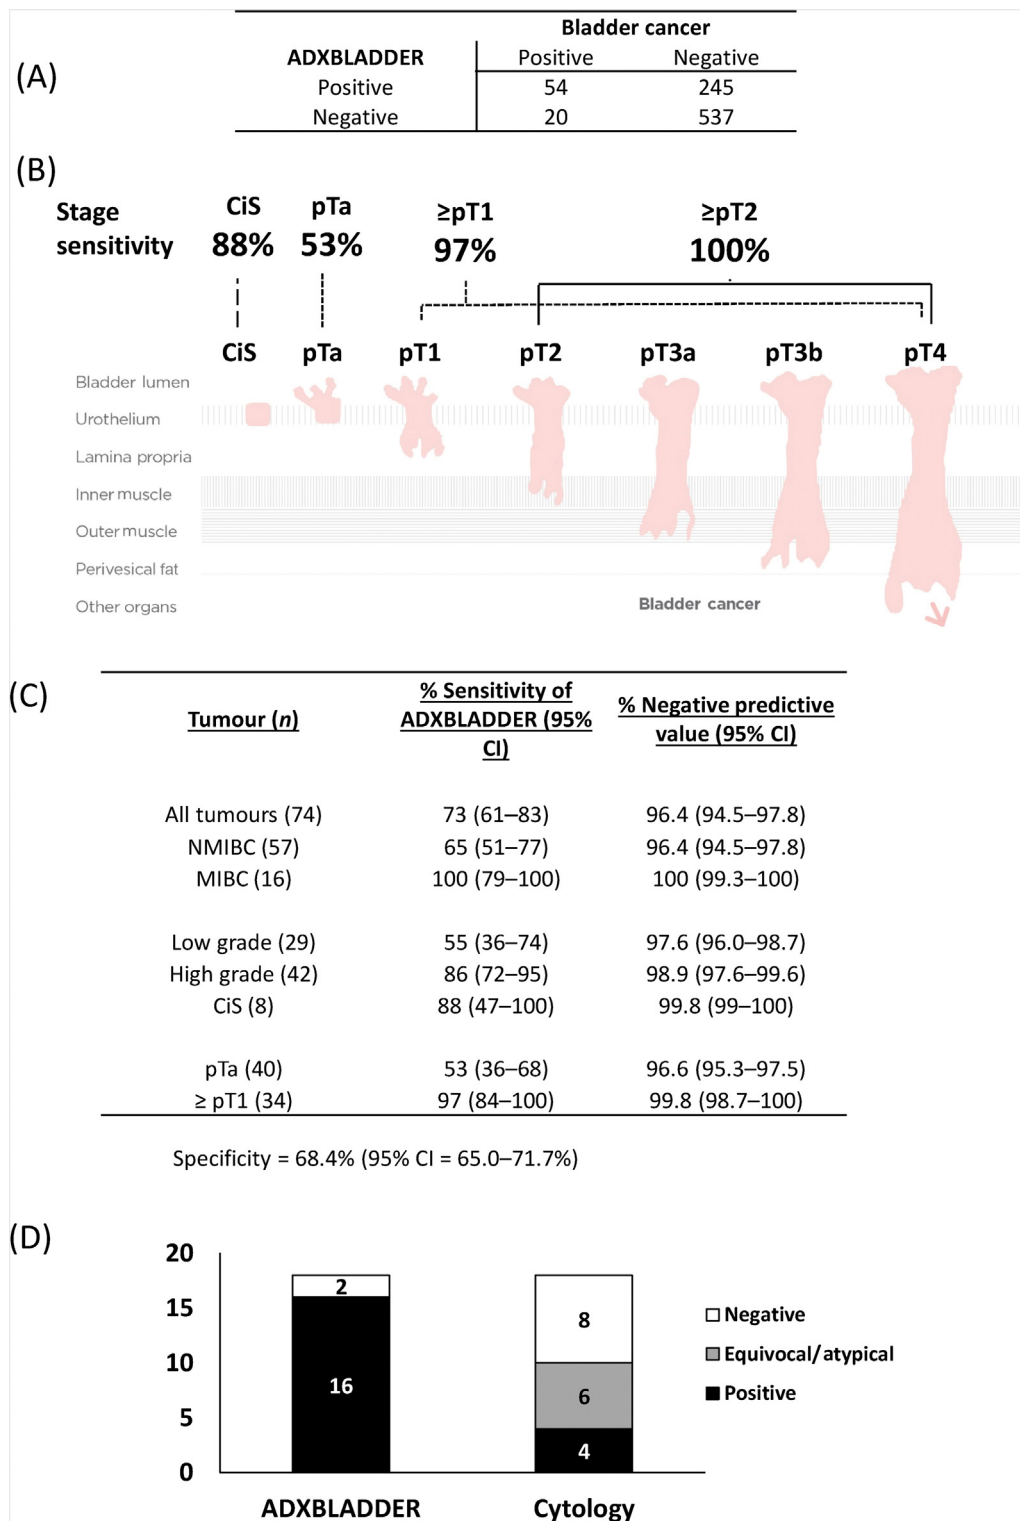 (A)
Bladder cancer
ADXBLADDER Positive Negative
Positive 54 245
Negative 20 537
(B)
Stage sensitivity
CiS pTa ≥pT1 ≥pT2
88% 53% 97% 100%
CiS pTa pT1 pT2 pT3a pT3b pT4
Bladder lumen
Urothelium
Lamina propria
Inner muscle
Outer muscle
Perivesical fat
Other organs
Bladder cancer
(C)
Tumour (n) % Sensitivity of ADXBLADDER (95% CI) % Negative predictive value (95% CI)
All tumours (74) 73 (61–83) 96.4 (94.5–97.8)
NMIBC (57) 65 (51–77) 96.4 (94.5–97.8)
MIBC (16) 100 (79–100) 100 (99.3–100)
Low grade (29) 55 (36–74) 97.6 (96.0–98.7)
High grade (42) 86 (72–95) 98.9 (97.6–99.6)
CiS (8) 88 (47–100) 99.8 (99–100)
pTa (40) 53 (36–68) 96.6 (95.3–97.5)
≥ pT1 (34) 97 (84–100) 99.8 (98.7–100)
Specificity = 68.4% (95% CI = 65.0–71.7%)
(D)
20
15
10
5
0
2
16
8
6
4
Negative
Equivocal/atypical
Positive
ADXBLADDER Cytology